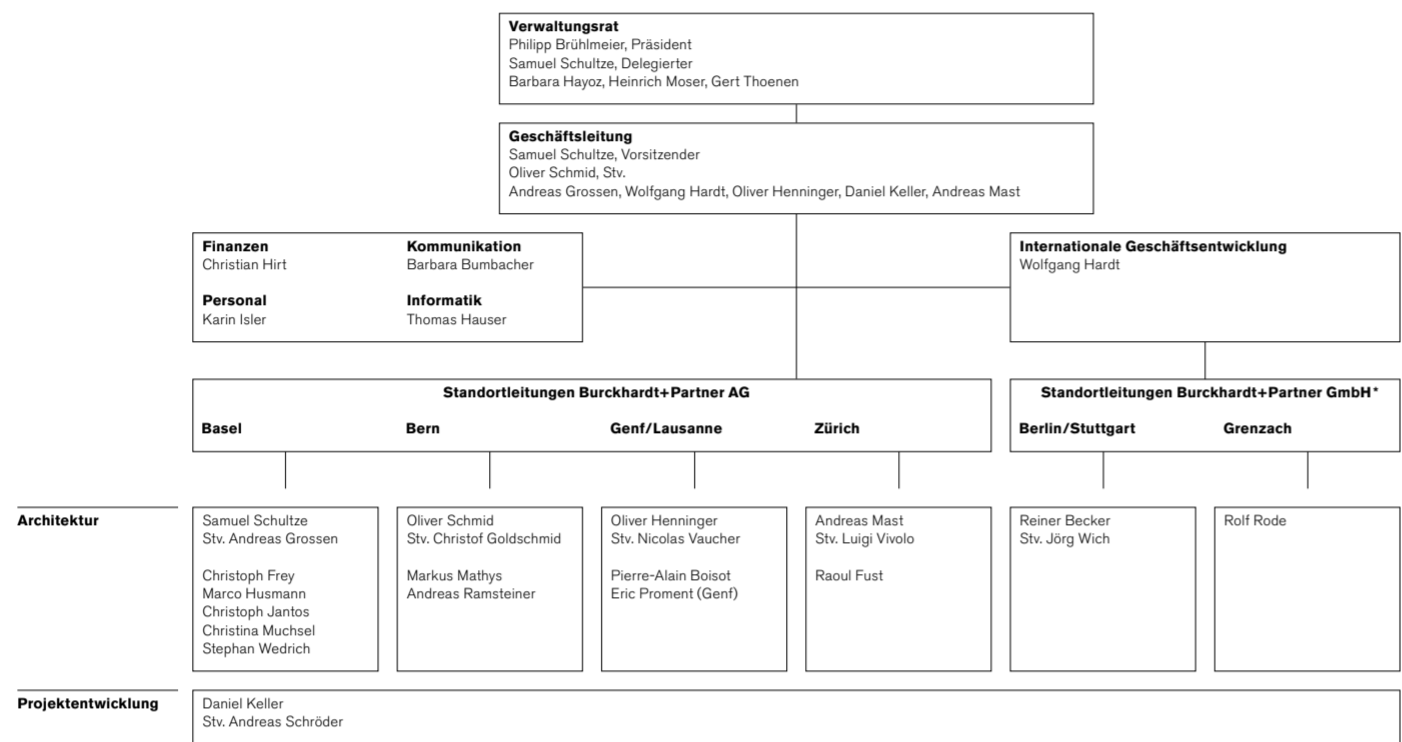 Verwaltungsrat
Philipp Brühlmeier, Präsident
Samuel Schultze, Delegierter
Barbara Hayoz, Heinrich Moser, Gert Thoenen
Geschäftsleitung
Samuel Schultze, Vorsitzender
Oliver Schmid, Stv.
Andreas Grossen, Wolfgang Hardt, Oliver Henninger, Daniel Keller, Andreas Mast
Finanzen
Christian Hirt
Kommunikation
Barbara Bumbacher
Personal
Karin Isler
Informatik
Thomas Hauser
Internationale Geschäftsentwicklung
Wolfgang Hardt
Standortleitungen Burckhardt+Partner AG
Basel
Bern
Genf/Lausanne
Zürich
Standortleitungen Burckhardt+Partner GmbH*
Berlin/Stuttgart
Grenzach
Architektur
Samuel Schultze
Stv. Andreas Grossen
Christoph Frey
Marco Husmann
Christoph Jantos
Christina Muchsel
Stephan Wedrich
Oliver Schmid
Stv. Christof Goldschmid
Markus Mathys
Andreas Ramsteiner
Oliver Henninger
Stv. Nicolas Vaucher
Pierre-Alain Boisot
Eric Proment (Genf)
Andreas Mast
Stv. Luigi Vivolo
Raoul Fust
Reiner Becker
Stv. Jörg Wich
Rolf Rode
Projektentwicklung
Daniel Keller
Stv. Andreas Schröder